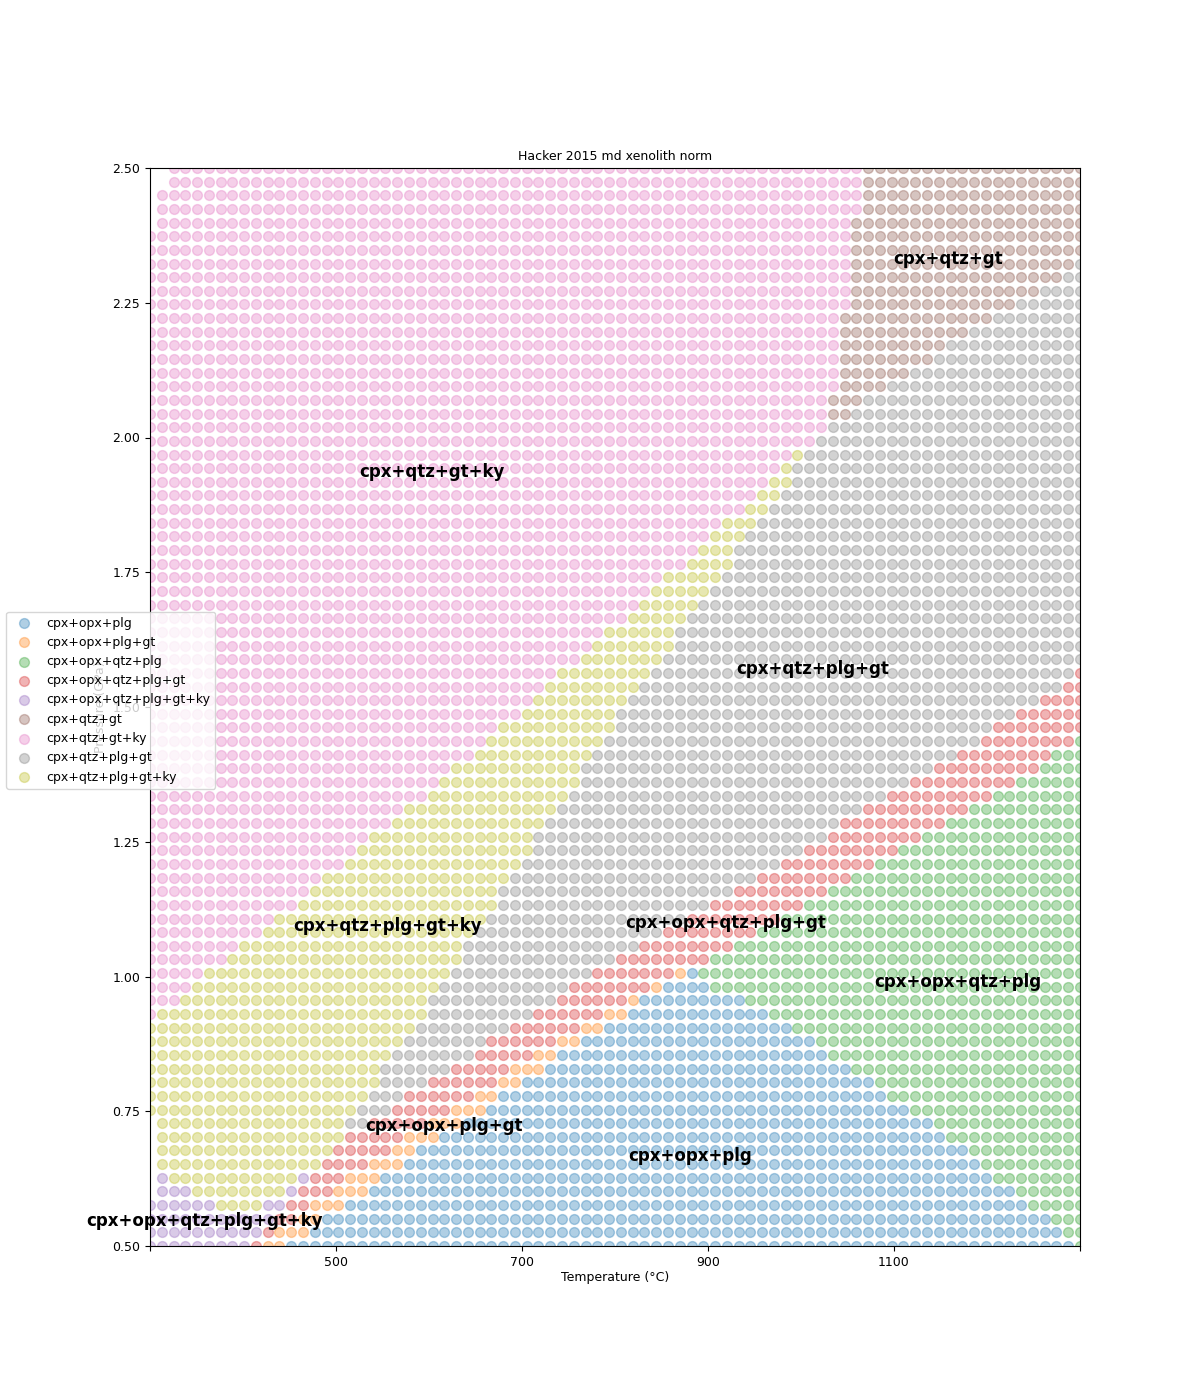 Hacker 2015 md xenolith norm
2.50
cpx+qtz+gt
2.25
2.00
cpx+qtz+gt+ky
1.75
cpx+qtz+plg+gt
cpx+opx+plg
cpx+opx+plg+gt
cpx+opx+qtz+plg
cpx+opx+qtz+plg+gt
cpx+opx+qtz+plg+gt+ky
cpx+qtz+gt
cpx+qtz+gt+ky
cpx+qtz+plg+gt
cpx+qtz+plg+gt+ky
1.50
1.25
cpx+qtz+plg+gt+ky
cpx+opx+qtz+plg+gt
1.00
cpx+opx+qtz+plg
0.75
cpx+opx+plg+gt
cpx+opx+plg
cpx+opx+qtz+plg+gt+ky
0.50
500 700 900 1100
Temperature (°C)